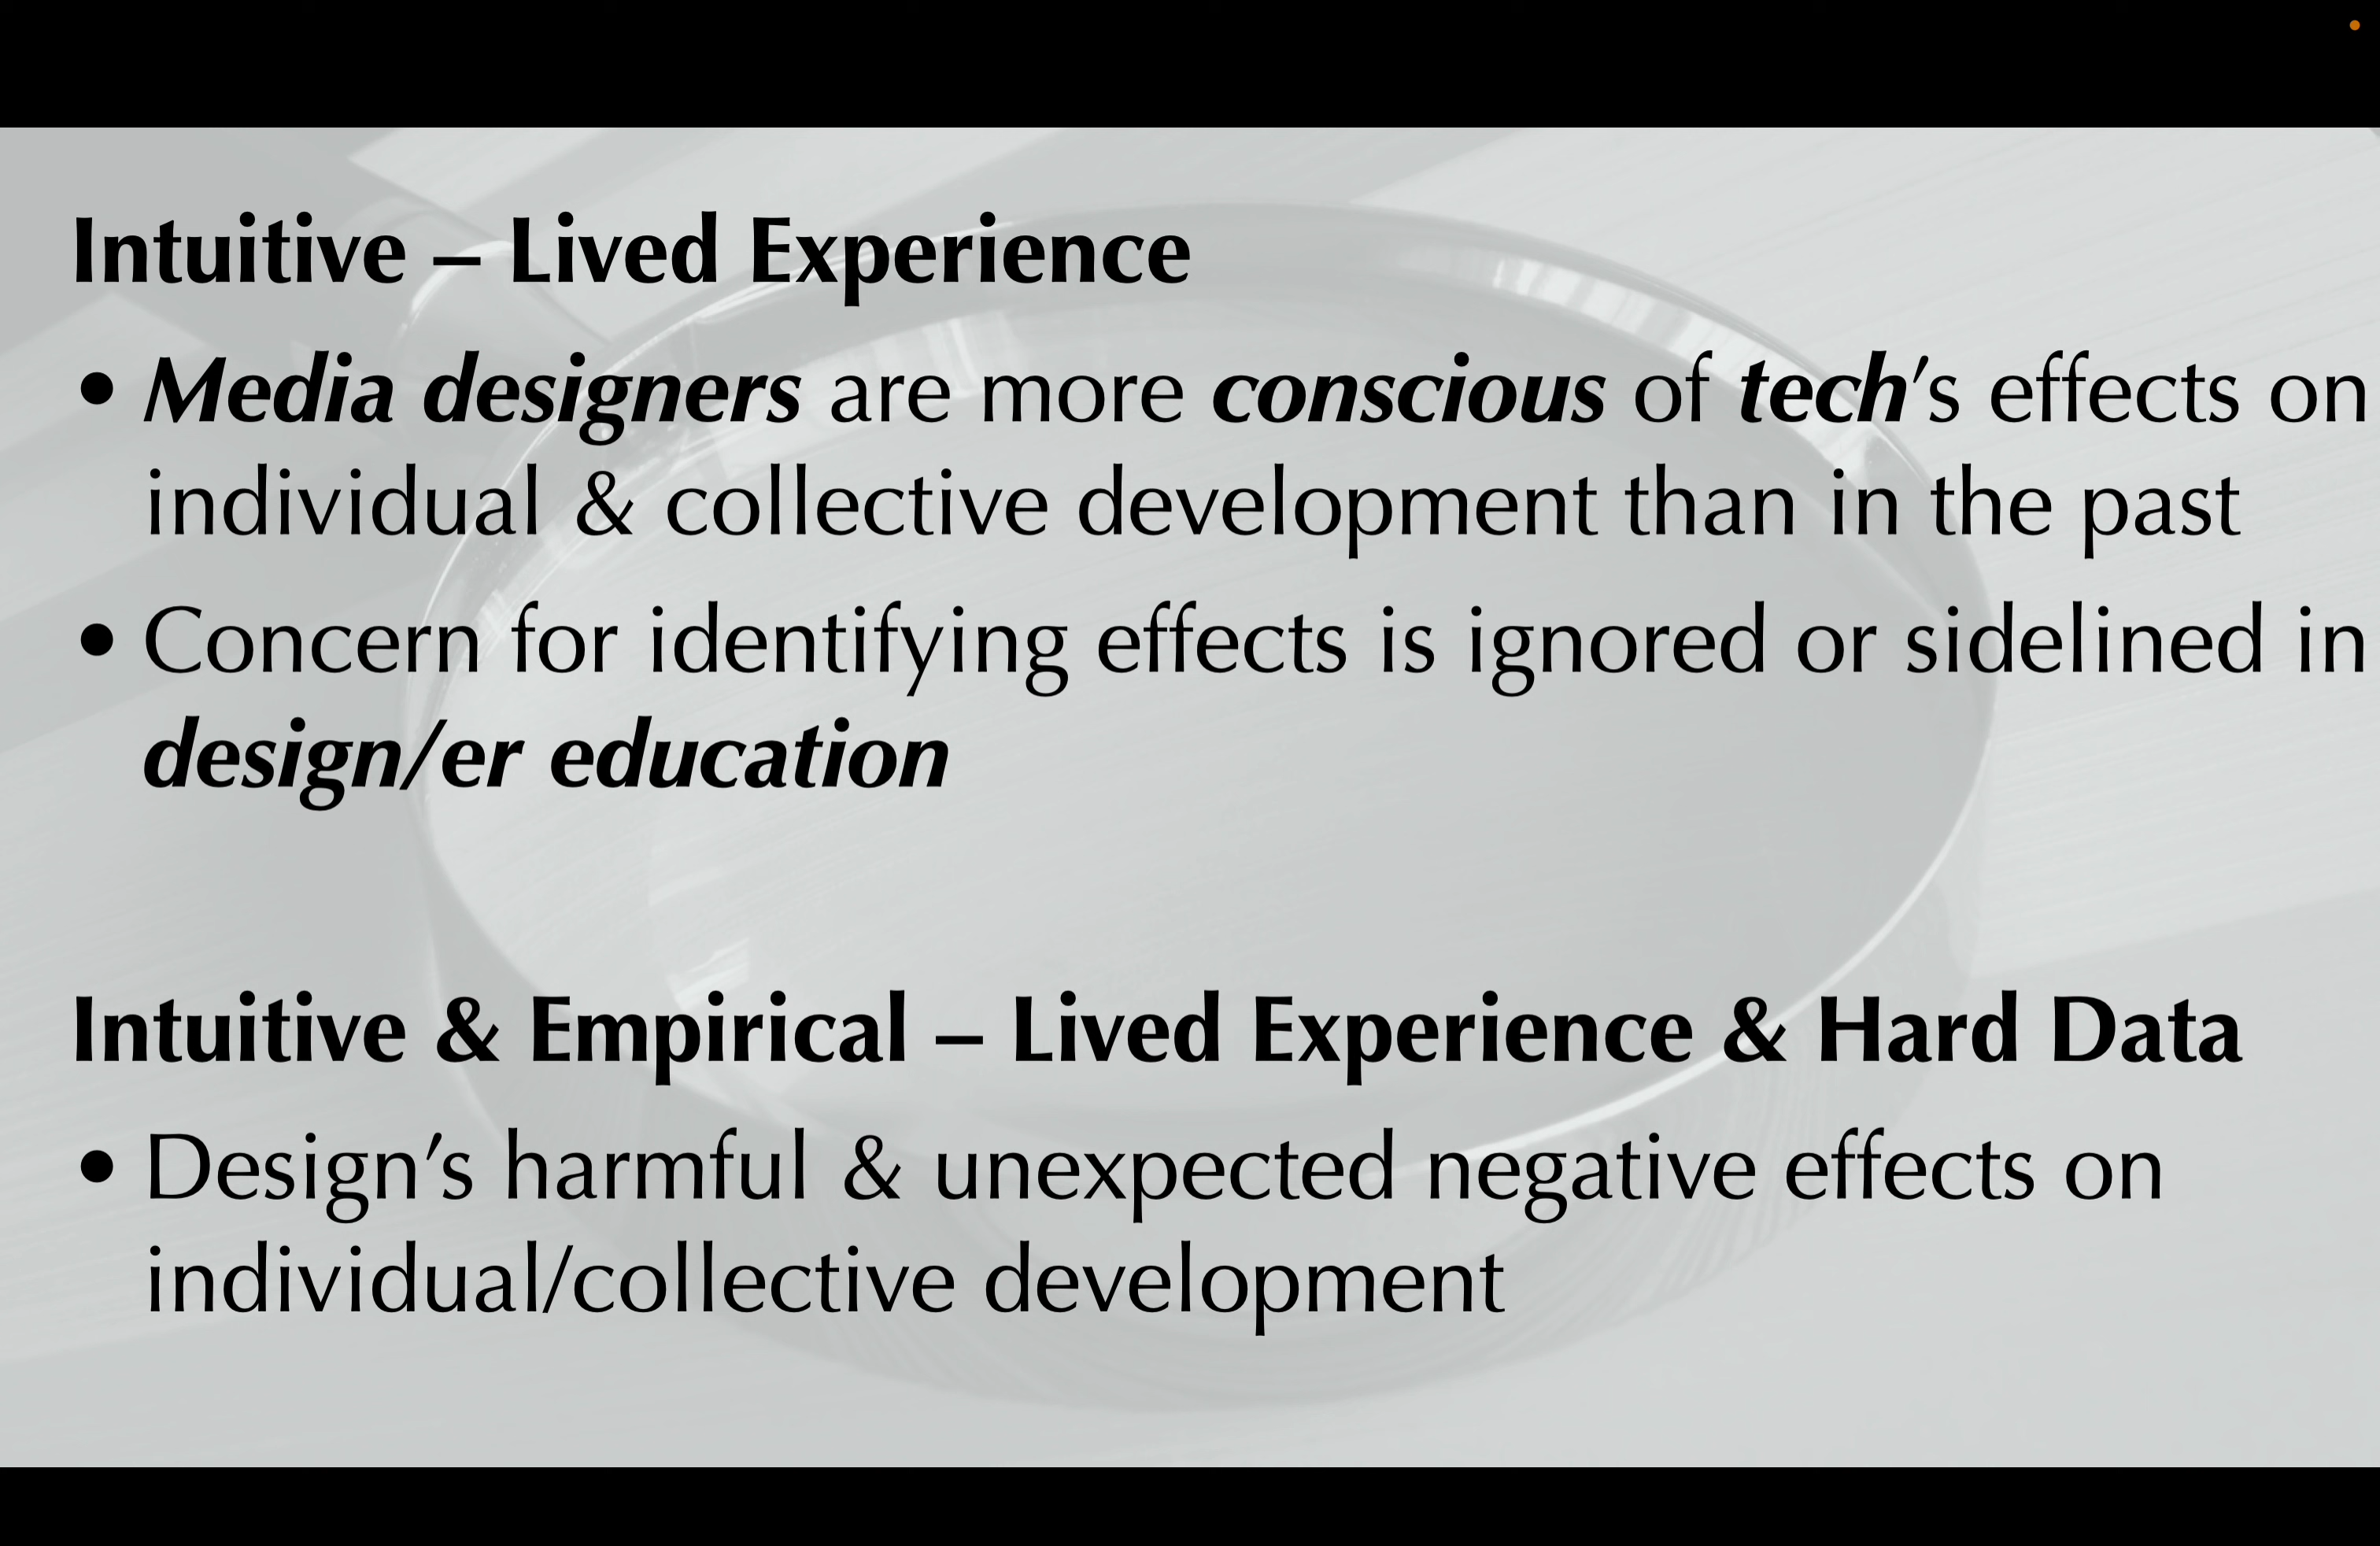 Intuitive – Lived Experience
• Media designers are more conscious of tech’s effects on
individual & collective development than in the past
• Concern for identifying effects is ignored or sidelined in
design/er education
Intuitive & Empirical – Lived Experience & Hard Data
• Design’s harmful & unexpected negative effects on
individual/collective development